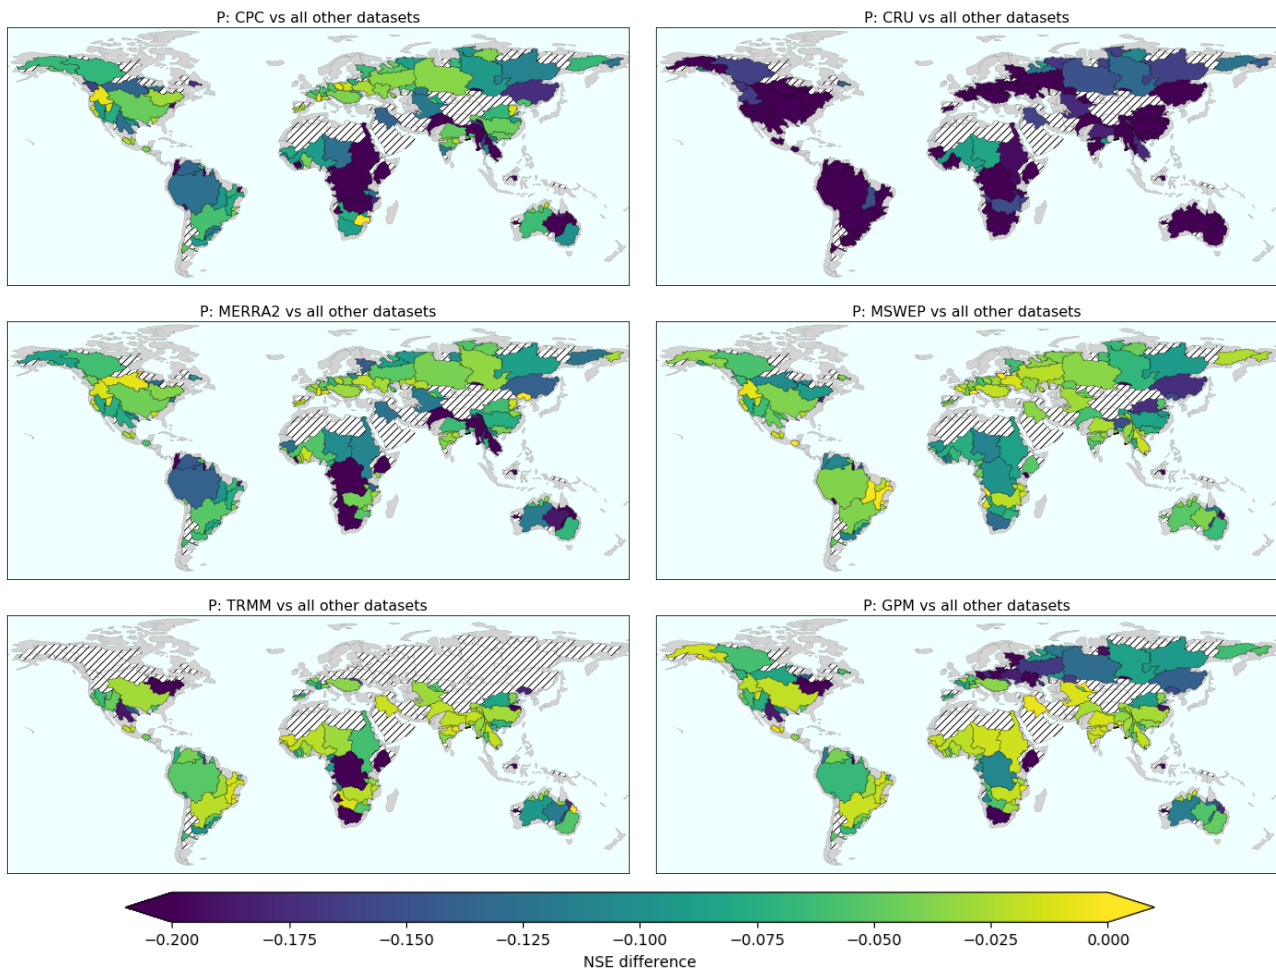 P: CPC vs all other datasets
P: CRU vs all other datasets
P: MERRA2 vs all other datasets
P: MSWEP vs all other datasets
P: TRMM vs all other datasets
P: GPM vs all other datasets
−0.200 −0.175 −0.150 −0.125 −0.100 −0.075 −0.050 −0.025 0.000
NSE difference